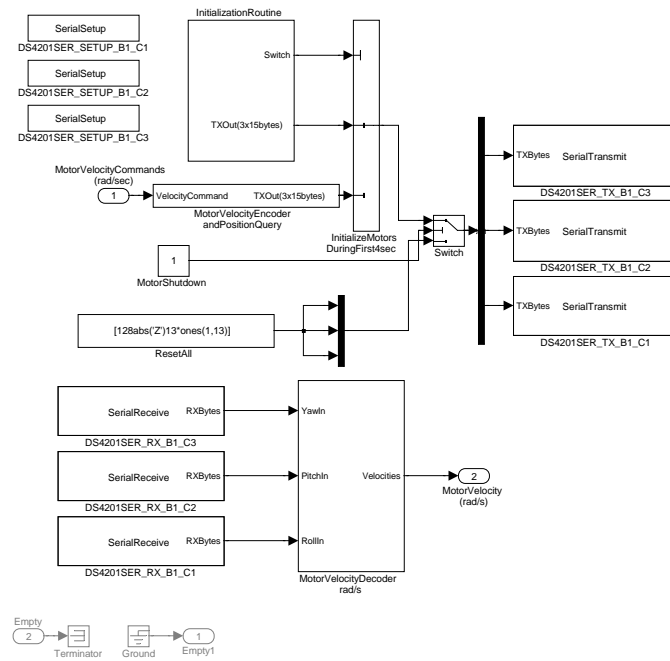 SerialSetup
DS4201SER_SETUP_B1_C1
SerialSetup
DS4201SER_SETUP_B1_C2
SerialSetup
DS4201SER_SETUP_B1_C3
InitializationRoutine
Switch
TXOut(3x15bytes)
MotorVelocityCommands
(rad/sec)
1
VelocityCommand TXOut(3x15bytes)
MotorVelocityEncoder
andPositionQuery
InitializeMotors
DuringFirst4sec
1
MotorShutdown
Switch
TXBytes SerialTransmit
DS4201SER_TX_B1_C3
TXBytes SerialTransmit
DS4201SER_TX_B1_C2
TXBytes SerialTransmit
DS4201SER_TX_B1_C1
[128abs('Z')13*ones(1,13)]
ResetAll
SerialReceive RXBytes
DS4201SER_RX_B1_C3
SerialReceive RXBytes
DS4201SER_RX_B1_C2
SerialReceive RXBytes
DS4201SER_RX_B1_C1
YawIn
PitchIn
RollIn
Velocities
MotorVelocityDecoder
rad/s
2
MotorVelocity
(rad/s)
Empty
2
Terminator
Ground
1
Empty1